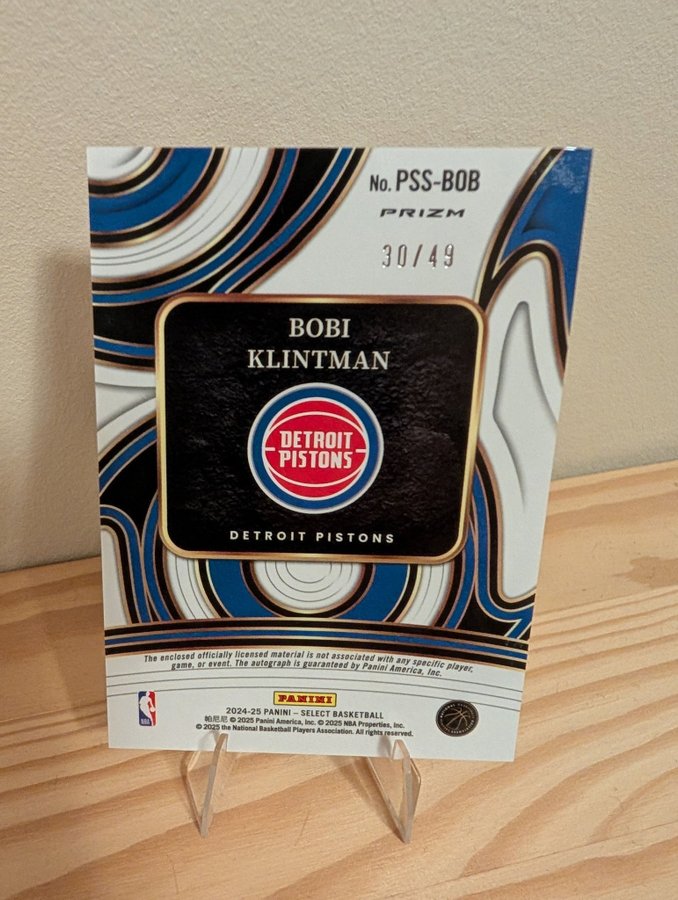 No. PSS-BOB
PRIZM
30/49
BOBI
KLINTMAN
DETROIT
PISTONS
DETROIT PISTONS
The enclosed officially licensed material is not associated with any specific player,
game, or event. The autograph is guaranteed by Panini America, Inc.
PANINI
2024-25 PANINI – SELECT BASKETBALL
帕尼尼 © 2025 Panini America, Inc. © 2025 NBA Properties, Inc.
© 2025 the National Basketball Players Association. All rights reserved.
NBA